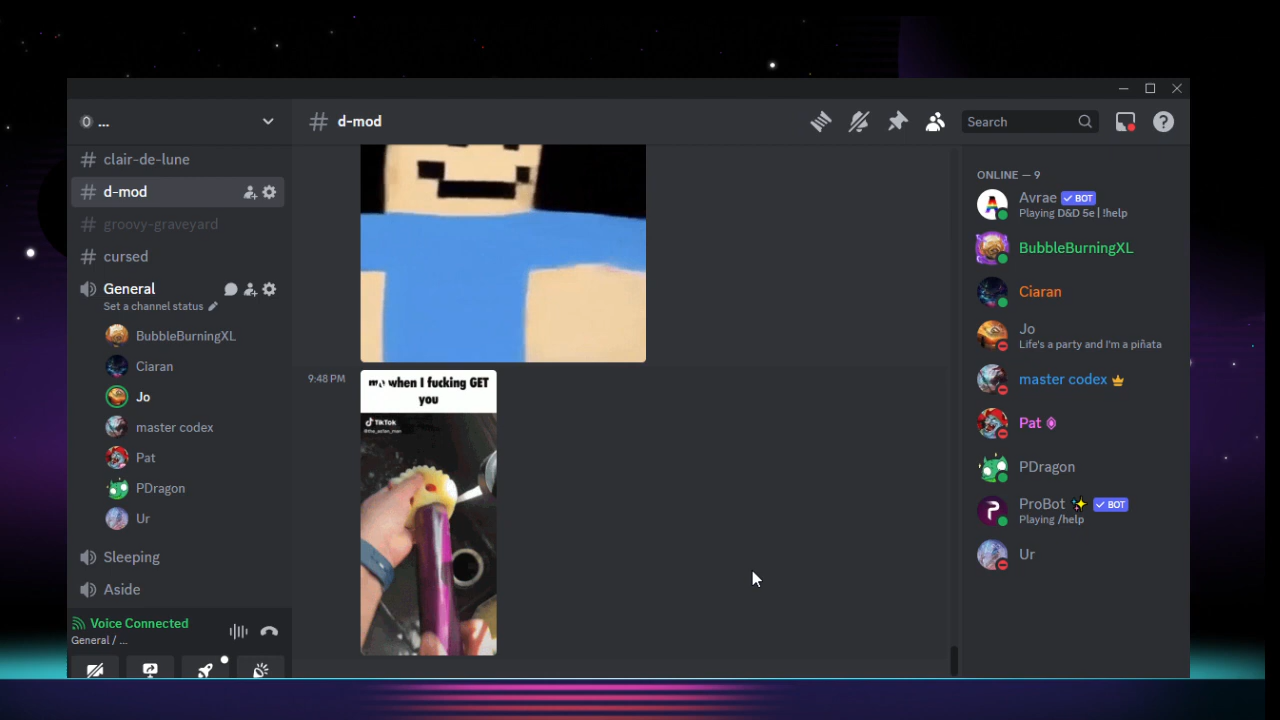 ...
d-mod
Search
clair-de-lune
d-mod
groovy-graveyard
cursed
General
Set a channel status
BubbleBurningXL
Ciaran
Jo
master codex
Pat
PDragon
Ur
Sleeping
Aside
Voice Connected
General / ...
9:48 PM
when I fucking GET
you
TikTok
ONLINE — 9
Avrae BOT
Playing D&D 5e | !help
BubbleBurningXL
Ciaran
Jo
Life's a party and I'm a piñata
master codex
Pat
PDragon
ProBot ✨ BOT
Playing /help
Ur